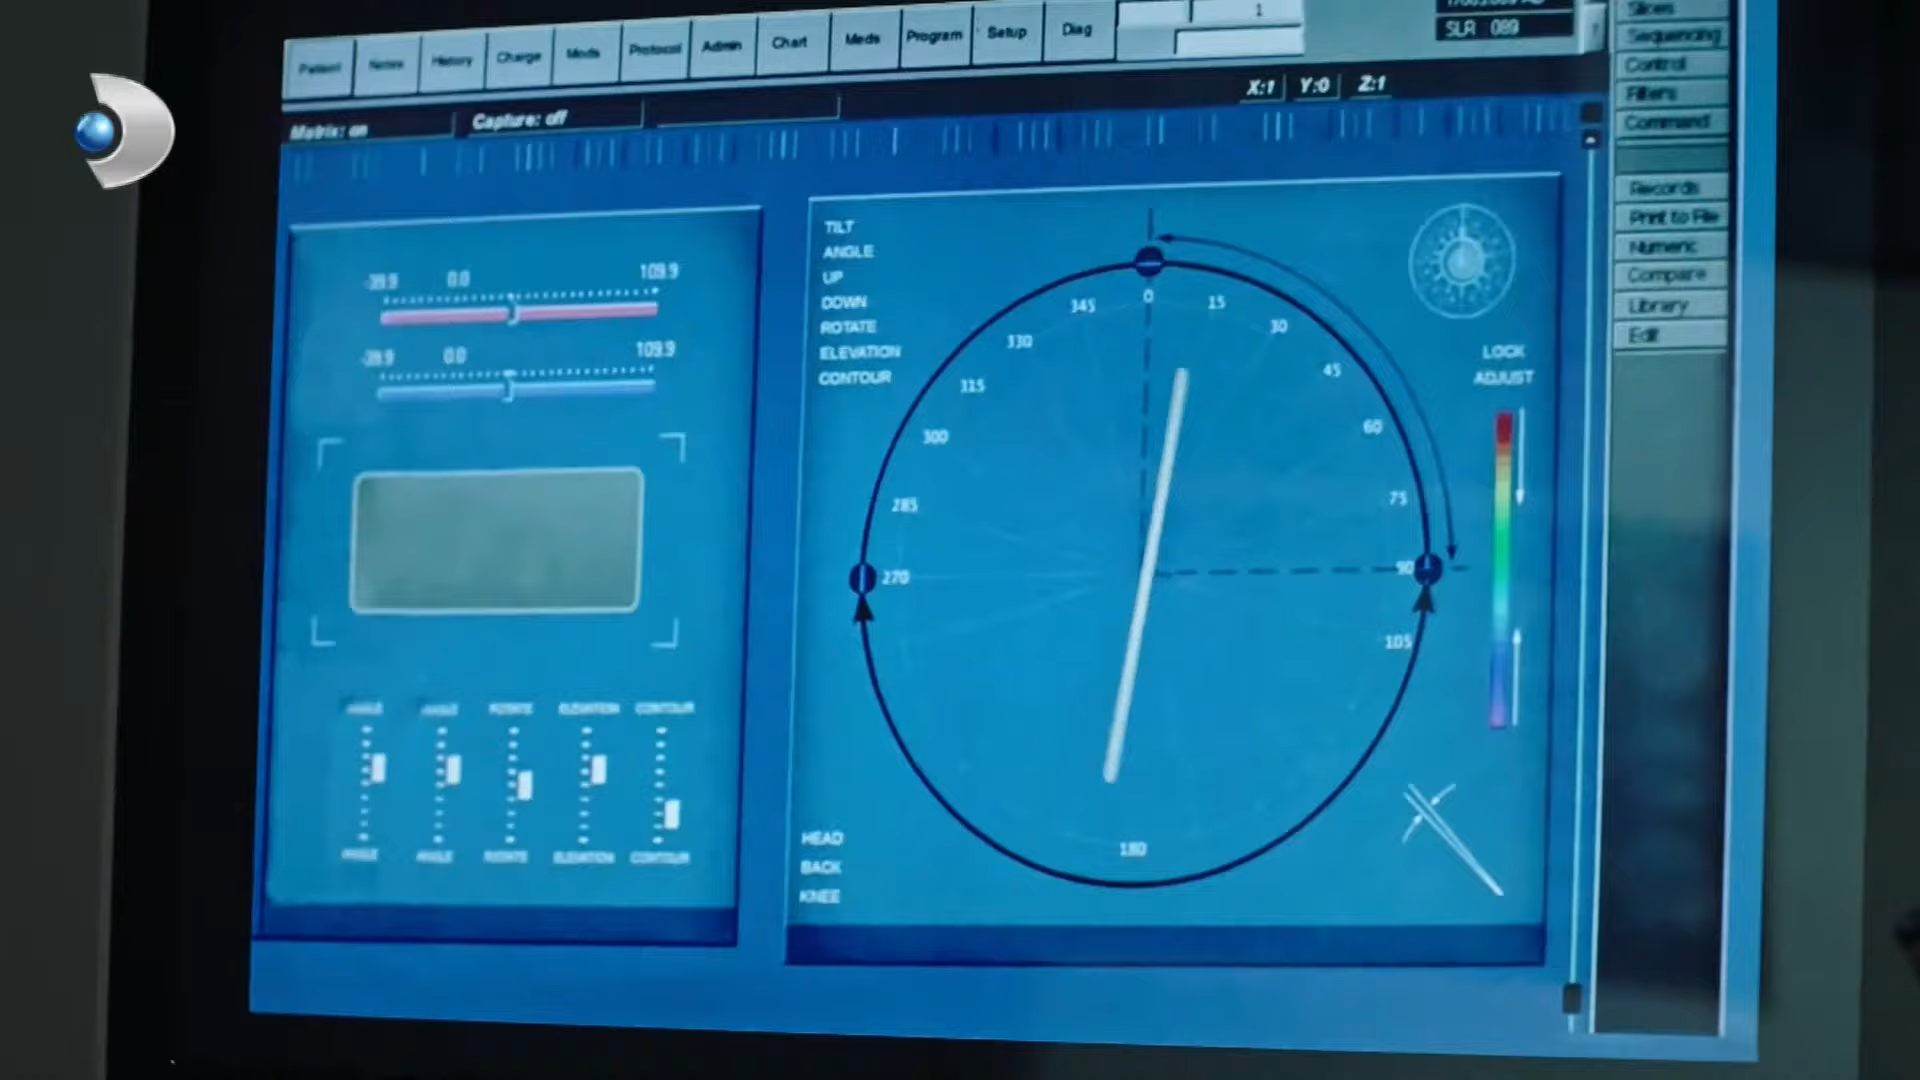 Patient Notes History Charge Mods Protocol Admin Chart Meds Program Setup Diag
1
SLR 089
Matrix: on
Capture: off
X:1 Y:0 Z:1
Slices
Sequencing
Control
Filters
Command
Records
Print to File
Numeric
Compare
Library
Edit
-39.9 0.0 109.9
-39.9 0.0 109.9
ANGLE ANGLE ROTATE ELEVATION CONTOUR
ANGLE ANGLE ROTATE ELEVATION CONTOUR
TILT
ANGLE
UP
DOWN
ROTATE
ELEVATION
CONTOUR
345 0 15
330 30
315 45
300 60
285 75
270 90
105
180
LOCK
ADJUST
HEAD
BACK
KNEE